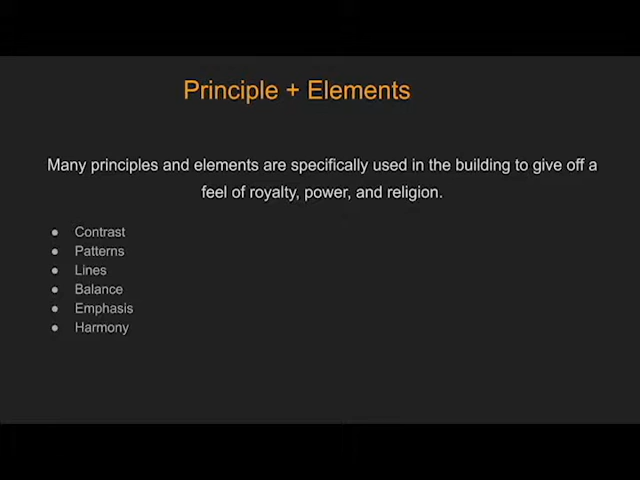 Principle + Elements
Many principles and elements are specifically used in the building to give off a
feel of royalty, power, and religion.
● Contrast
● Patterns
● Lines
● Balance
● Emphasis
● Harmony